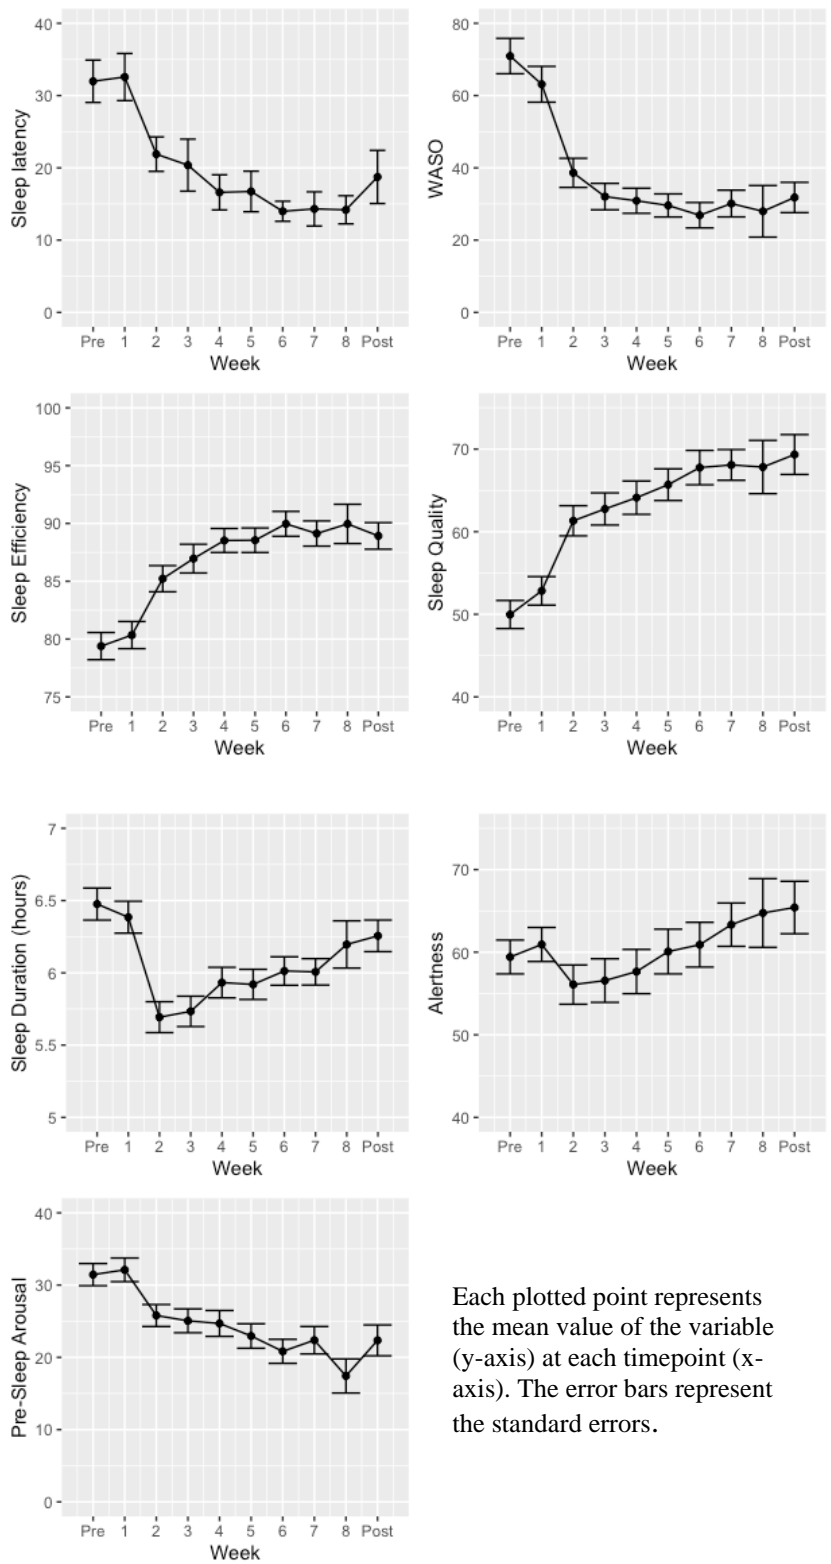 40
30
20
10
0
Sleep latency
Pre 1 2 3 4 5 6 7 8 Post
Week
80
60
40
20
0
WASO
Pre 1 2 3 4 5 6 7 8 Post
Week
100
95
90
85
80
75
Sleep Efficiency
Pre 1 2 3 4 5 6 7 8 Post
Week
70
60
50
40
Sleep Quality
Pre 1 2 3 4 5 6 7 8 Post
Week
7
6.5
6
5.5
5
Sleep Duration (hours)
Pre 1 2 3 4 5 6 7 8 Post
Week
70
60
50
40
Alertness
Pre 1 2 3 4 5 6 7 8 Post
Week
40
30
20
10
0
Pre-Sleep Arousal
Pre 1 2 3 4 5 6 7 8 Post
Week
Each plotted point represents
the mean value of the variable
(y-axis) at each timepoint (x-
axis). The error bars represent
the standard errors.